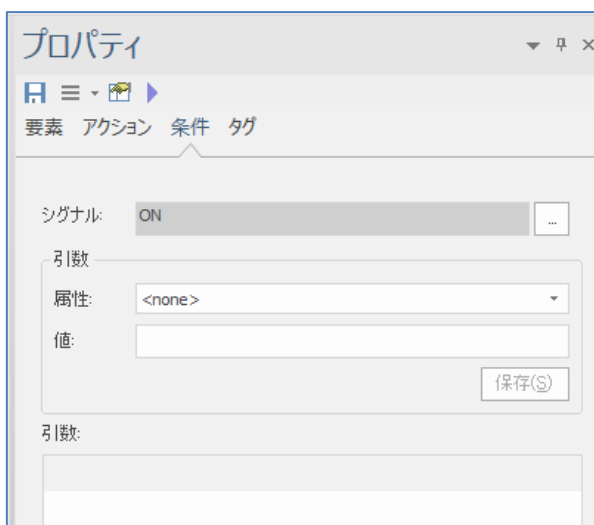 プロパティ
要素 アクション 条件 タグ
シグナル: ON ...
引数
属性: <none>
値:
保存(S)
引数: